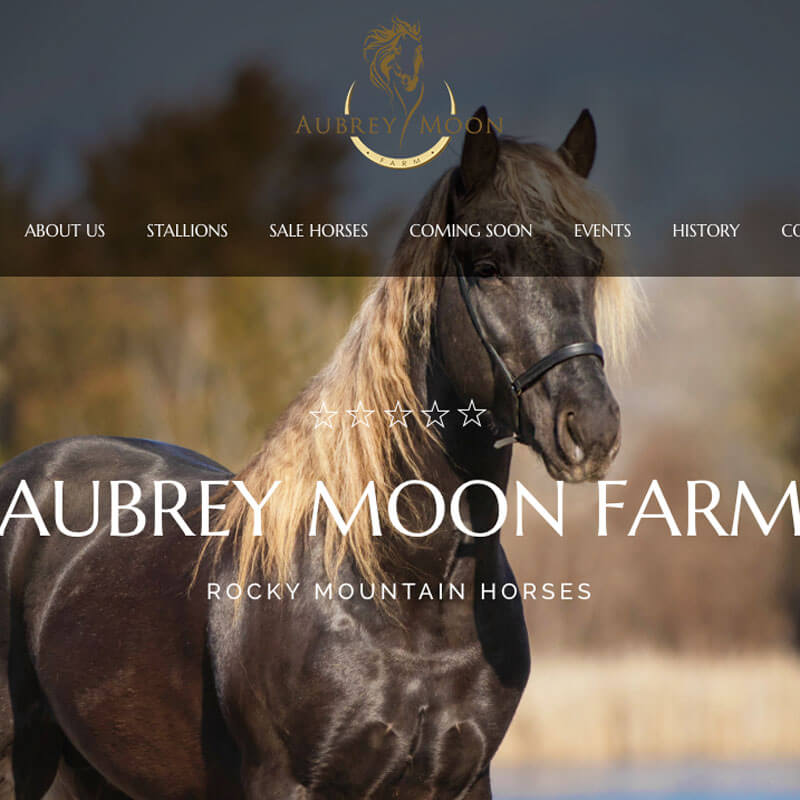 AUBREY MOON
FARM
ABOUT US STALLIONS SALE HORSES COMING SOON EVENTS HISTORY CO
AUBREY MOON FARM
ROCKY MOUNTAIN HORSES